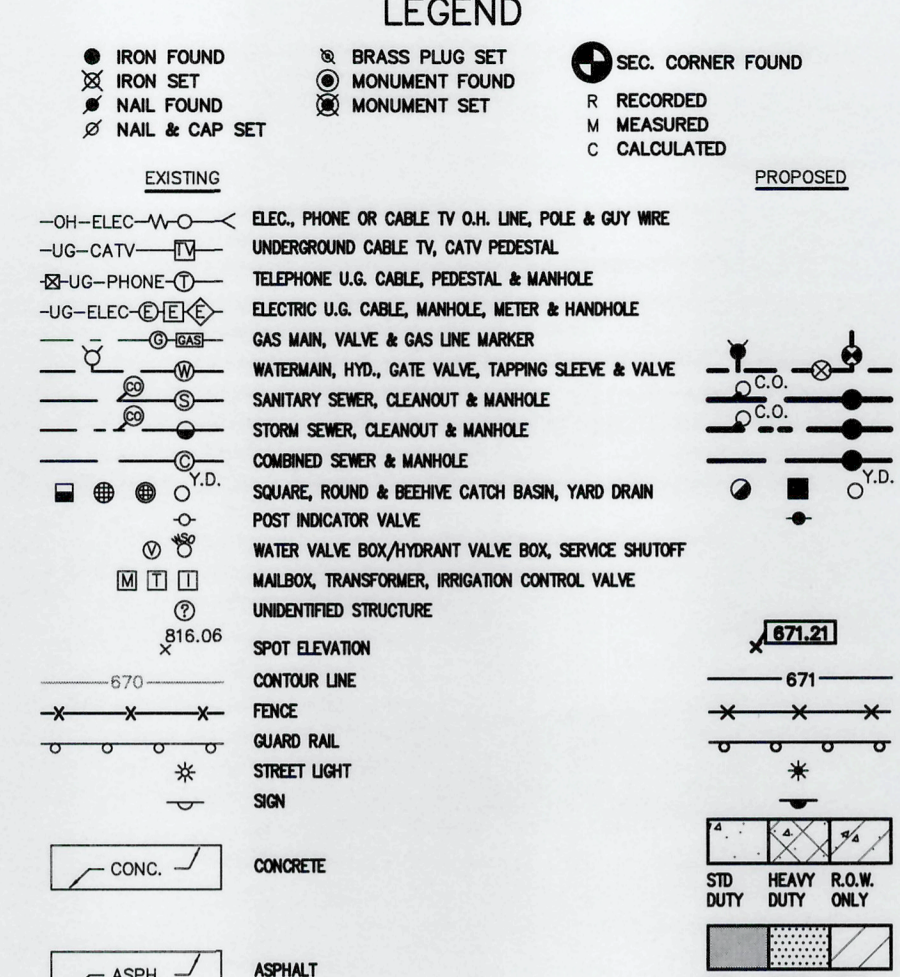 LEGEND
IRON FOUND BRASS PLUG SET SEC. CORNER FOUND
IRON SET MONUMENT FOUND
NAIL FOUND MONUMENT SET R RECORDED
NAIL & CAP SET M MEASURED
C CALCULATED
EXISTING PROPOSED
OH-ELEC ELEC., PHONE OR CABLE TV O.H. LINE, POLE & GUY WIRE
UG-CATV TV UNDERGROUND CABLE TV, CATV PEDESTAL
UG-PHONE T TELEPHONE U.G. CABLE, PEDESTAL & MANHOLE
UG-ELEC E E E ELECTRIC U.G. CABLE, MANHOLE, METER & HANDHOLE
G GAS GAS MAIN, VALVE & GAS LINE MARKER
W WATERMAIN, HYD., GATE VALVE, TAPPING SLEEVE & VALVE
CO S SANITARY SEWER, CLEANOUT & MANHOLE C.O.
CO STORM SEWER, CLEANOUT & MANHOLE C.O.
C COMBINED SEWER & MANHOLE
Y.D. SQUARE, ROUND & BEEHIVE CATCH BASIN, YARD DRAIN Y.D.
POST INDICATOR VALVE
V WSO WATER VALVE BOX/HYDRANT VALVE BOX, SERVICE SHUTOFF
M T I MAILBOX, TRANSFORMER, IRRIGATION CONTROL VALVE
? UNIDENTIFIED STRUCTURE
816.06 SPOT ELEVATION 671.21
670 CONTOUR LINE 671
FENCE
GUARD RAIL
STREET LIGHT
SIGN
CONC. CONCRETE
STD DUTY HEAVY DUTY R.O.W. ONLY
ASPH. ASPHALT